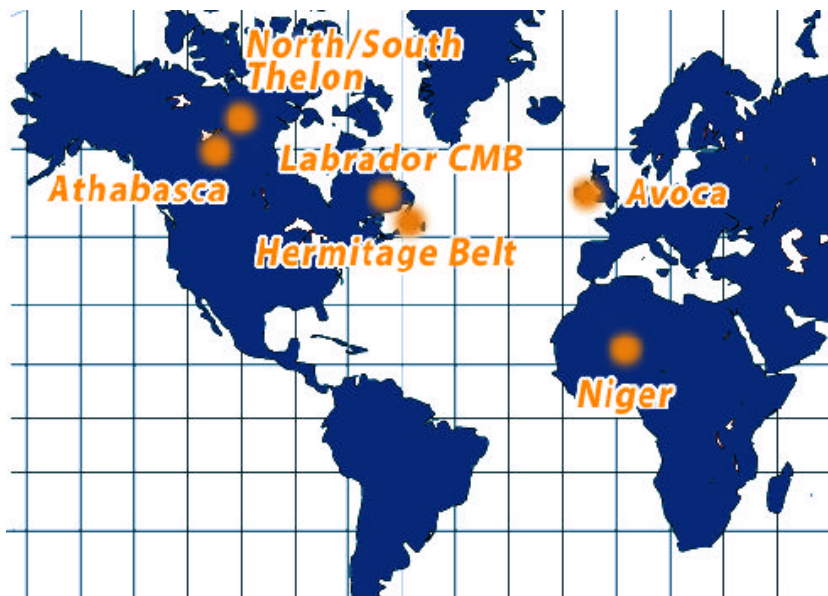 North/South
Thelon
Labrador CMB
Athabasca
Avoca
Hermitage Belt
Niger